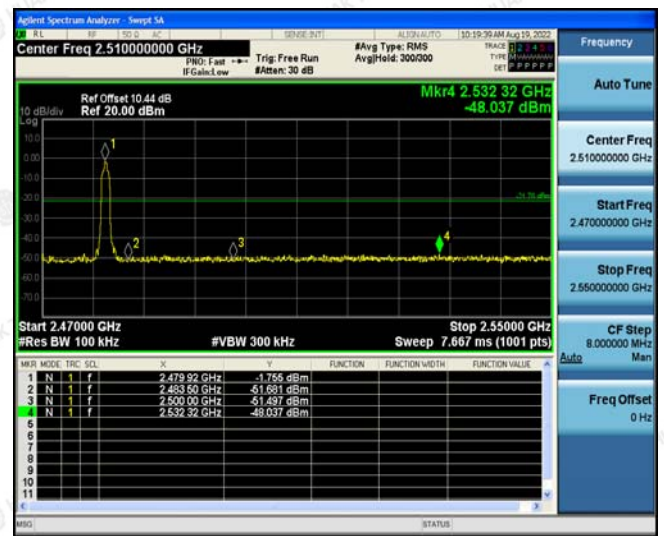 Agilent Spectrum Analyzer - Swept SA
RL RF 50 Ω AC SENSE:INT ALIGNAUTO 10:19:39 AM Aug 19, 2022
Center Freq 2.510000000 GHz
PNO: Fast
IFGain:Low
Trig: Free Run
#Atten: 30 dB
#Avg Type: RMS
Avg|Hold: 300/300
TRACE 1 2 3 4 5 6
TYPE M
DET P P P P P P
Frequency
Auto Tune
Center Freq
2.510000000 GHz
Start Freq
2.470000000 GHz
Stop Freq
2.550000000 GHz
CF Step
8.000000 MHz
Auto Man
Freq Offset
0 Hz
Mkr4 2.532 32 GHz
-48.037 dBm
Ref Offset 10.44 dB
10 dB/div Ref 20.00 dBm
Log
10.0
0.00
-10.0
-20.0
-30.0
-40.0
-50.0
-60.0
-70.0
1
2
3
4
Start 2.47000 GHz Stop 2.55000 GHz
#Res BW 100 kHz #VBW 300 kHz Sweep 7.667 ms (1001 pts)
MKR MODE TRC SCL X Y FUNCTION FUNCTION WIDTH FUNCTION VALUE
1 N 1 f 2.479 92 GHz -1.755 dBm
2 N 1 f 2.483 50 GHz -51.681 dBm
3 N 1 f 2.500 00 GHz -51.497 dBm
4 N 1 f 2.532 32 GHz -48.037 dBm
5
6
7
8
9
10
11
MSG STATUS